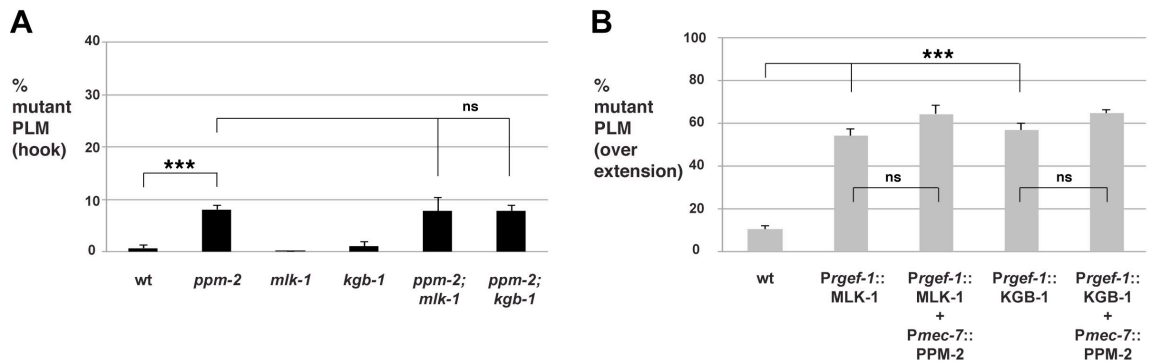 A
%
mutant
PLM
(hook)
40
30
20
10
0
***
ns
wt
ppm-2
mlk-1
kgb-1
ppm-2;
mlk-1
ppm-2;
kgb-1
B
%
mutant
PLM
(over
extension)
100
80
60
40
20
0
***
ns
ns
wt
Prgef-1::
MLK-1
Prgef-1::
MLK-1
+
Pmec-7::
PPM-2
Prgef-1::
KGB-1
Prgef-1::
KGB-1
+
Pmec-7::
PPM-2